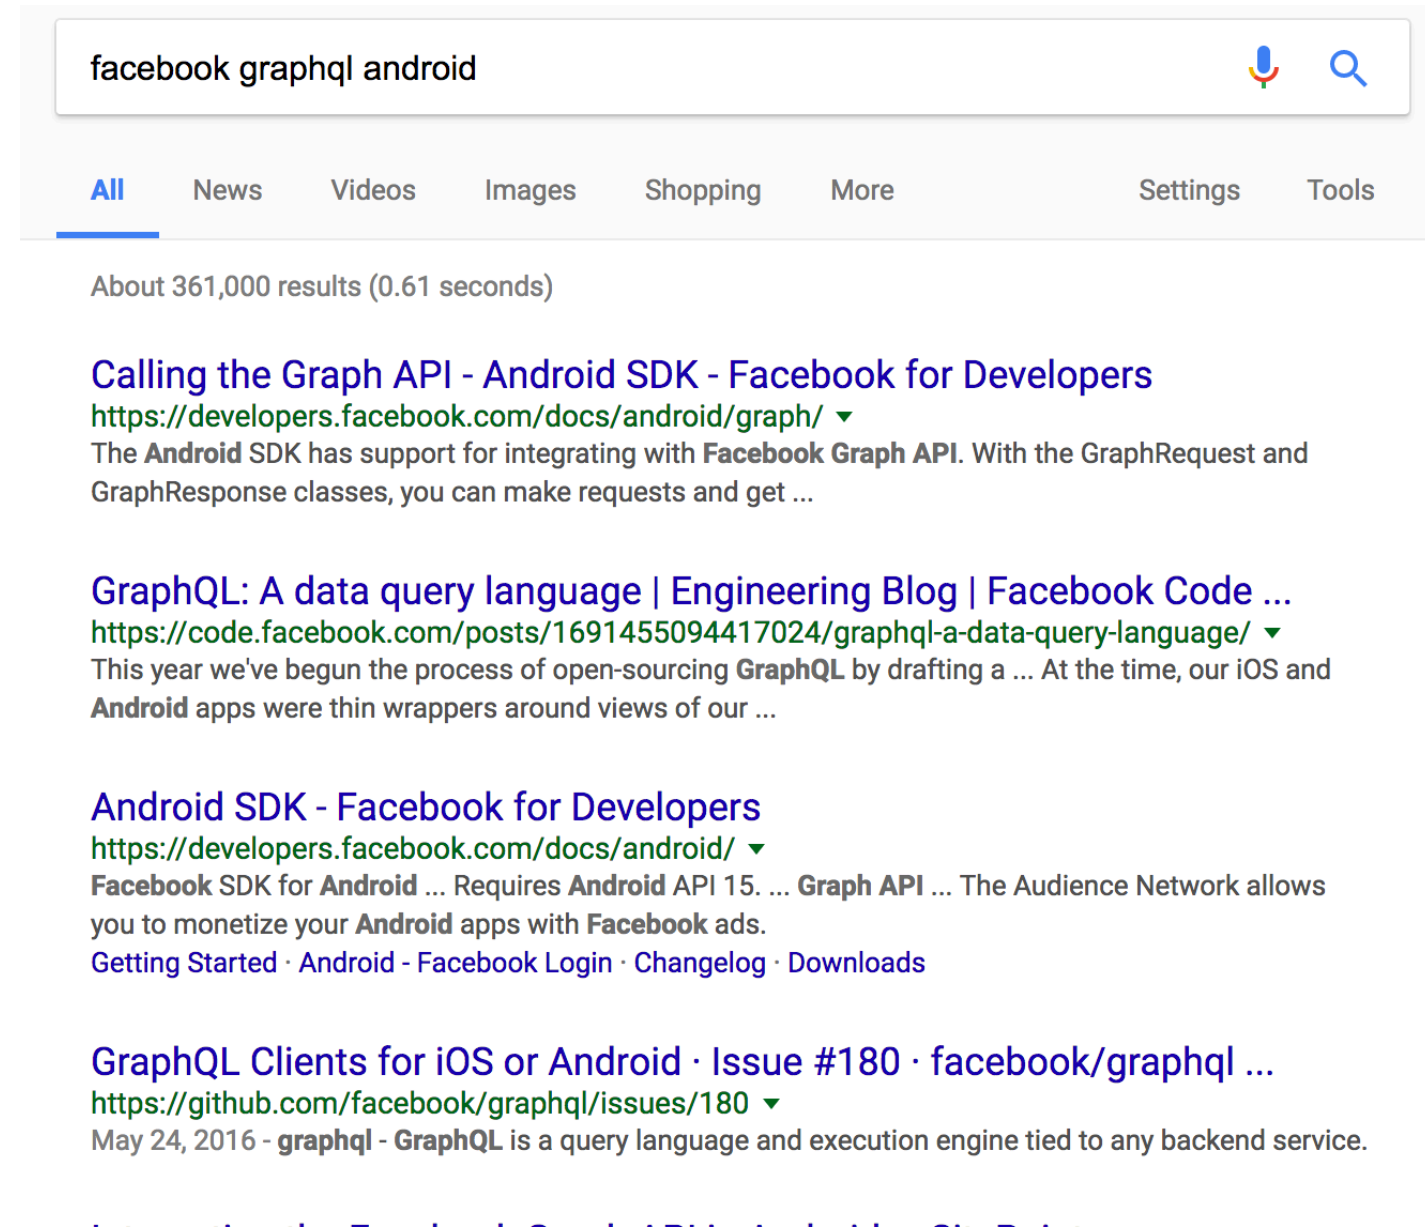 facebook graphql android
All News Videos Images Shopping More Settings Tools
About 361,000 results (0.61 seconds)
Calling the Graph API - Android SDK - Facebook for Developers
https://developers.facebook.com/docs/android/graph/
The Android SDK has support for integrating with Facebook Graph API. With the GraphRequest and
GraphResponse classes, you can make requests and get ...
GraphQL: A data query language | Engineering Blog | Facebook Code ...
https://code.facebook.com/posts/1691455094417024/graphql-a-data-query-language/
This year we've begun the process of open-sourcing GraphQL by drafting a ... At the time, our iOS and
Android apps were thin wrappers around views of our ...
Android SDK - Facebook for Developers
https://developers.facebook.com/docs/android/
Facebook SDK for Android ... Requires Android API 15. ... Graph API ... The Audience Network allows
you to monetize your Android apps with Facebook ads.
Getting Started · Android - Facebook Login · Changelog · Downloads
GraphQL Clients for iOS or Android · Issue #180 · facebook/graphql ...
https://github.com/facebook/graphql/issues/180
May 24, 2016 - graphql - GraphQL is a query language and execution engine tied to any backend service.